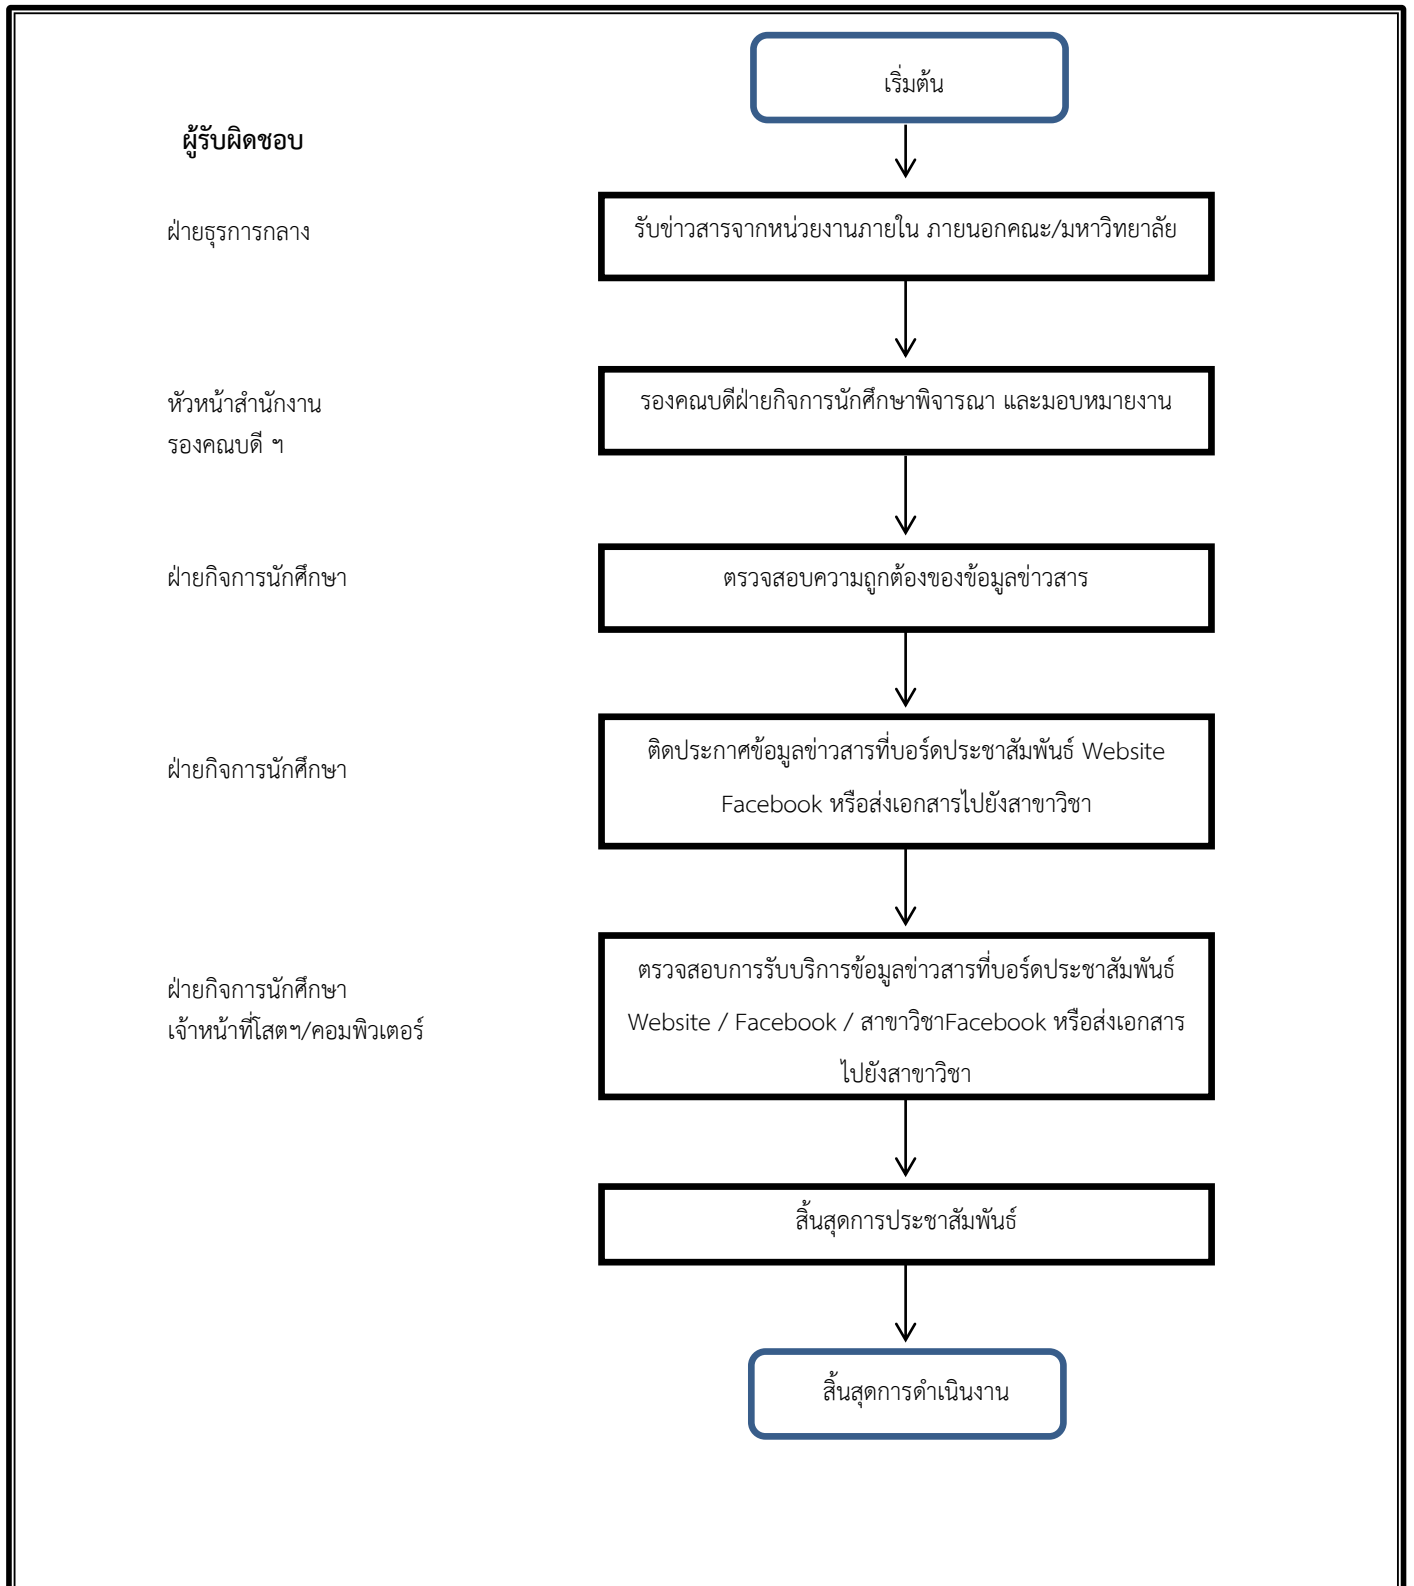 เริ่มต้น
ผู้รับผิดชอบ
ฝ่ายธุรการกลาง
รับข่าวสารจากหน่วยงานภายใน ภายนอกคณะ/มหาวิทยาลัย
หัวหน้าสำนักงาน
รองคณบดี ฯ
รองคณบดีฝ่ายกิจการนักศึกษาพิจารณา และมอบหมายงาน
ฝ่ายกิจการนักศึกษา
ตรวจสอบความถูกต้องของข้อมูลข่าวสาร
ฝ่ายกิจการนักศึกษา
ติดประกาศข้อมูลข่าวสารที่บอร์ดประชาสัมพันธ์ Website
Facebook หรือส่งเอกสารไปยังสาขาวิชา
ฝ่ายกิจการนักศึกษา
เจ้าหน้าที่โสตฯ/คอมพิวเตอร์
ตรวจสอบการรับบริการข้อมูลข่าวสารที่บอร์ดประชาสัมพันธ์
Website / Facebook / สาขาวิชาFacebook หรือส่งเอกสาร
ไปยังสาขาวิชา
สิ้นสุดการประชาสัมพันธ์
สิ้นสุดการดำเนินงาน